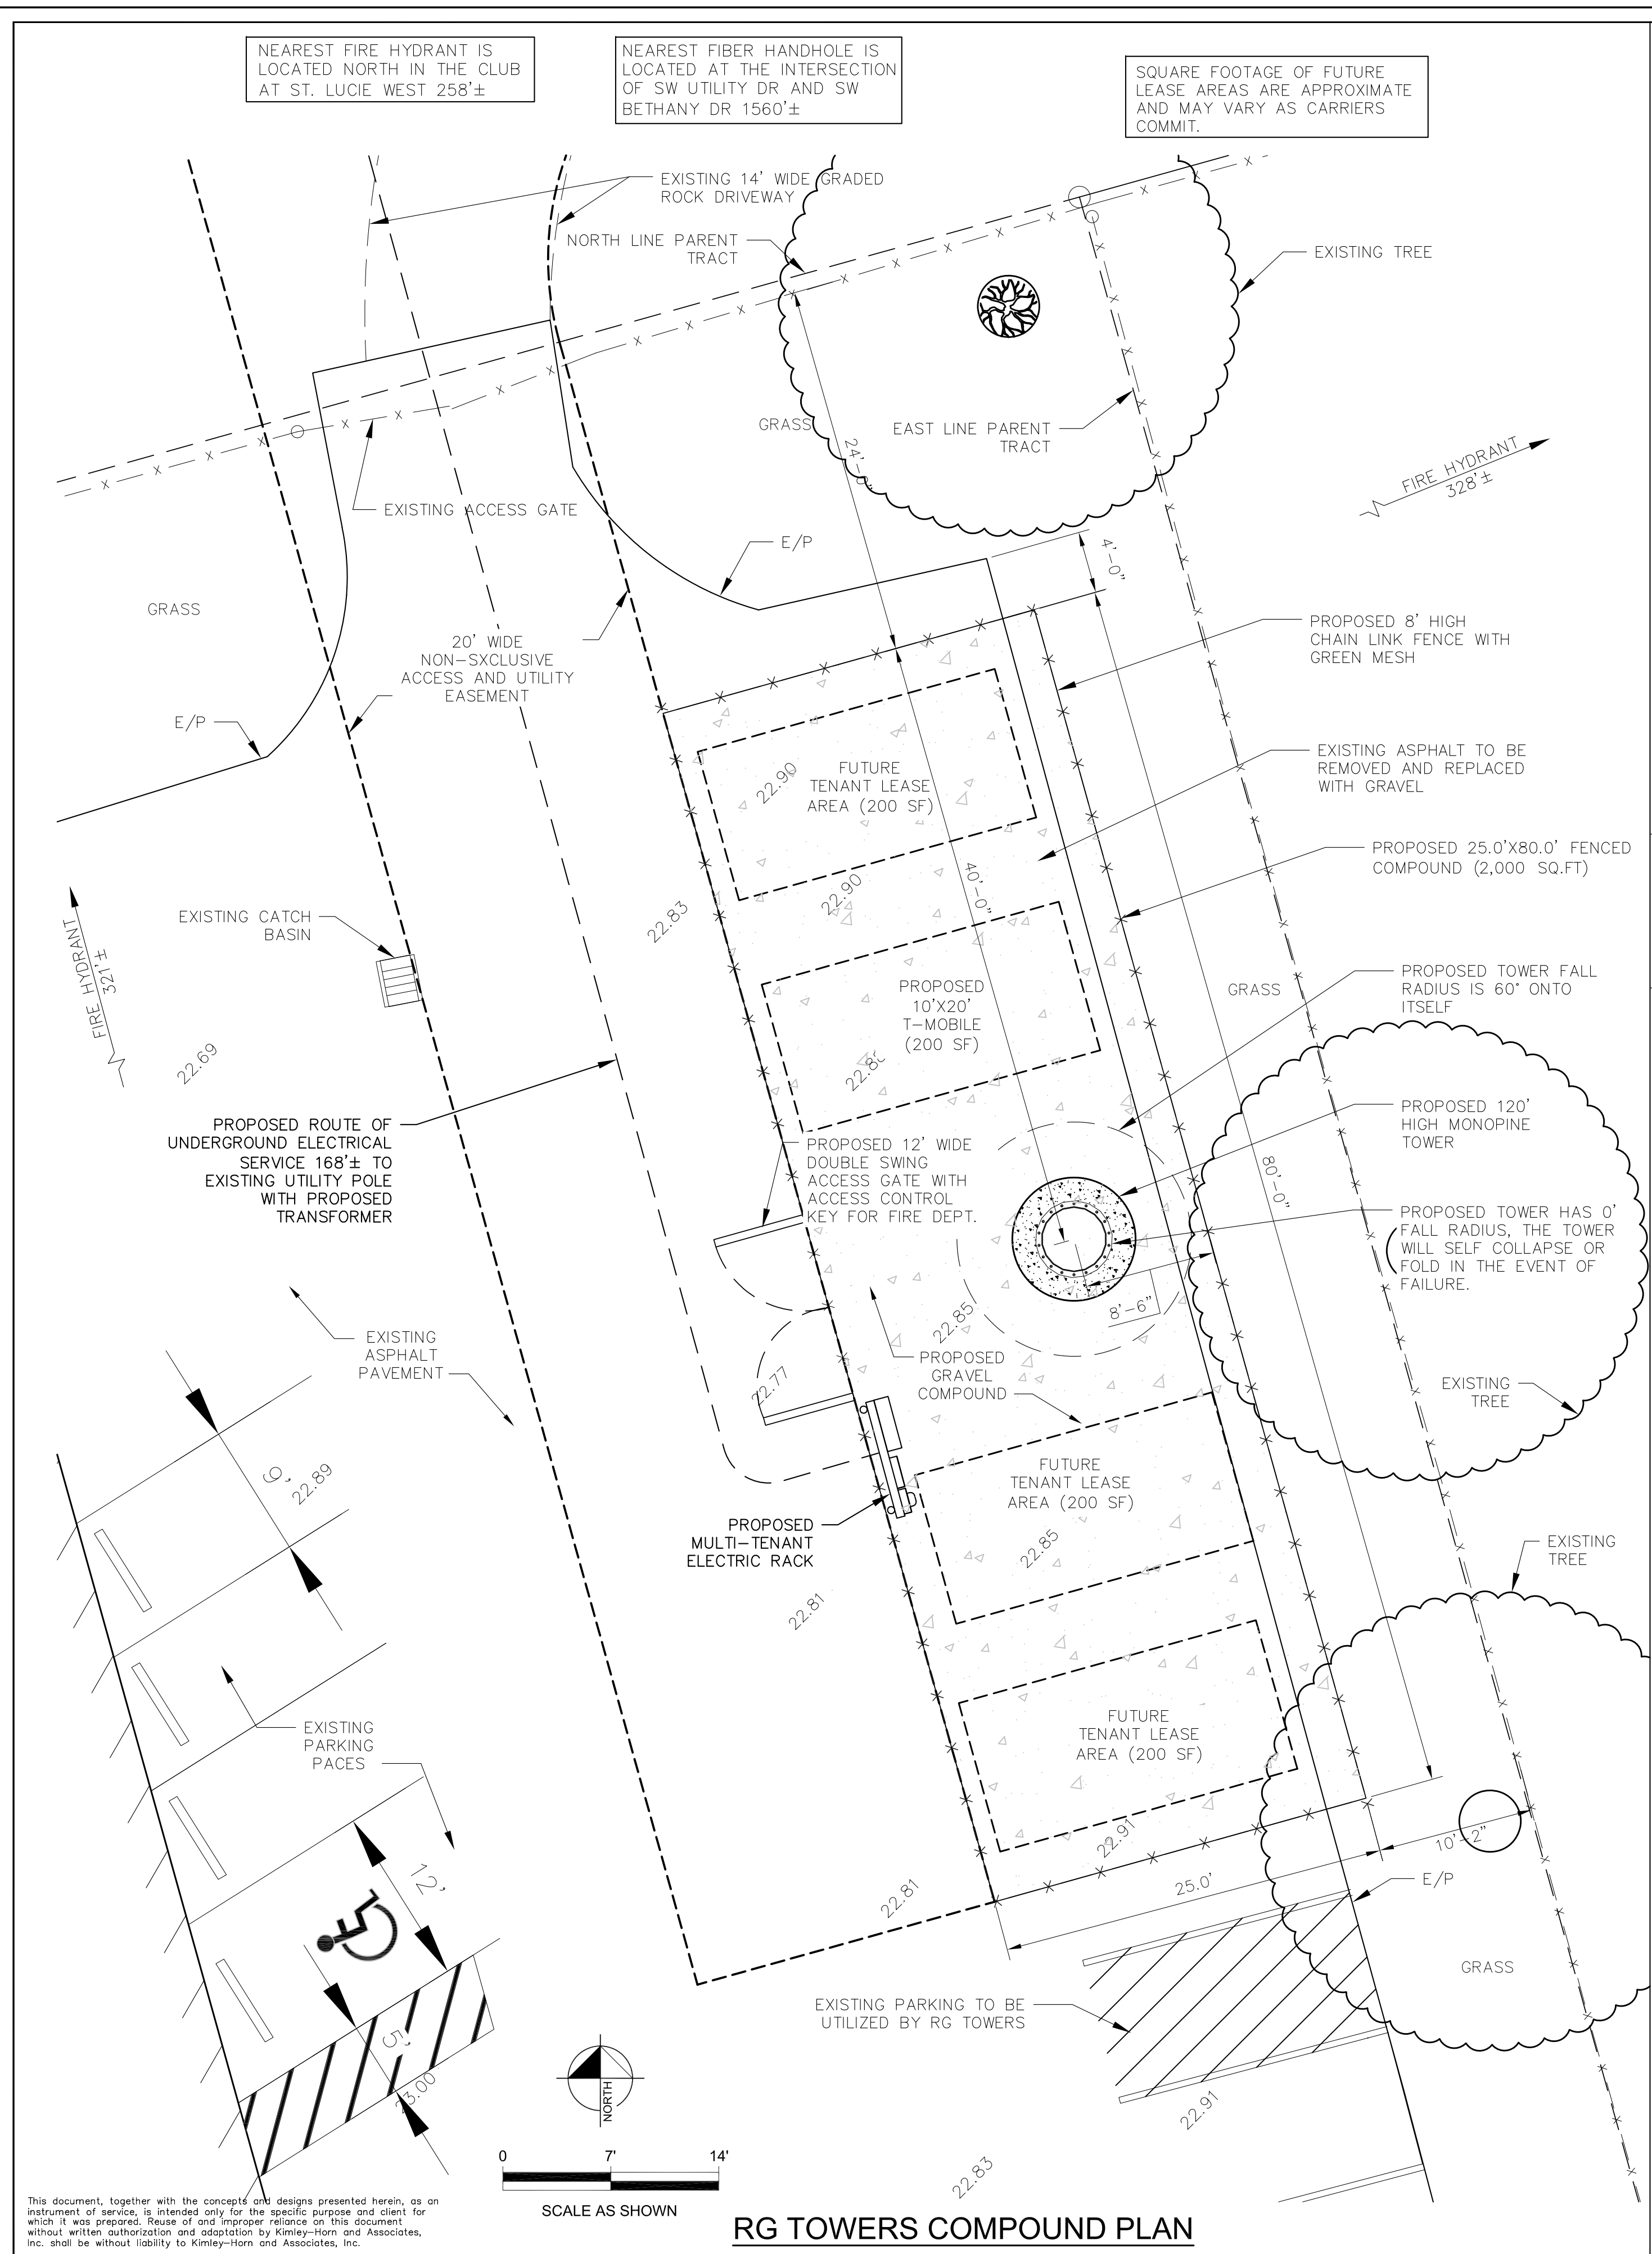 NEAREST FIRE HYDRANT IS
LOCATED NORTH IN THE CLUB
AT ST. LUCIE WEST 258'±
NEAREST FIBER HANDHOLE IS
LOCATED AT THE INTERSECTION
OF SW UTILITY DR AND SW
BETHANY DR 1560'±
SQUARE FOOTAGE OF FUTURE
LEASE AREAS ARE APPROXIMATE
AND MAY VARY AS CARRIERS
COMMIT.
EXISTING 14' WIDE GRADED
ROCK DRIVEWAY
NORTH LINE PARENT
TRACT
EXISTING TREE
GRASS
EAST LINE PARENT
TRACT
FIRE HYDRANT
328'±
EXISTING ACCESS GATE
E/P
4'-0"
GRASS
20' WIDE
NON-SXCLUSIVE
ACCESS AND UTILITY
EASEMENT
PROPOSED 8' HIGH
CHAIN LINK FENCE WITH
GREEN MESH
E/P
EXISTING ASPHALT TO BE
REMOVED AND REPLACED
WITH GRAVEL
FUTURE
TENANT LEASE
AREA (200 SF)
22.90
PROPOSED 25.0'X80.0' FENCED
COMPOUND (2,000 SQ.FT)
40'-0"
22.90
22.83
EXISTING CATCH
BASIN
FIRE HYDRANT
321'±
PROPOSED TOWER FALL
RADIUS IS 60° ONTO
ITSELF
GRASS
PROPOSED
10'X20'
T-MOBILE
(200 SF)
22.69
PROPOSED ROUTE OF
UNDERGROUND ELECTRICAL
SERVICE 168'± TO
EXISTING UTILITY POLE
WITH PROPOSED
TRANSFORMER
PROPOSED 12' WIDE
DOUBLE SWING
ACCESS GATE WITH
ACCESS CONTROL
KEY FOR FIRE DEPT.
PROPOSED 120'
HIGH MONOPINE
TOWER
80'-0"
PROPOSED TOWER HAS 0'
FALL RADIUS, THE TOWER
WILL SELF COLLAPSE OR
FOLD IN THE EVENT OF
FAILURE.
8'-6"
22.85
EXISTING
ASPHALT
PAVEMENT
PROPOSED
GRAVEL
COMPOUND
22.77
EXISTING
TREE
9'
22.89
FUTURE
TENANT LEASE
AREA (200 SF)
22.85
PROPOSED
MULTI-TENANT
ELECTRIC RACK
EXISTING
TREE
22.81
EXISTING
PARKING
PACES
FUTURE
TENANT LEASE
AREA (200 SF)
22.91
10'-2"
12'
25.0'
E/P
22.81
GRASS
EXISTING PARKING TO BE
UTILIZED BY RG TOWERS
5'
NORTH
22.91
0 7' 14'
SCALE AS SHOWN
22.83
This document, together with the concepts and designs presented herein, as an
instrument of service, is intended only for the specific purpose and client for
which it was prepared. Reuse of and improper reliance on this document
without written authorization and adaptation by Kimley-Horn and Associates,
Inc. shall be without liability to Kimley-Horn and Associates, Inc.
RG TOWERS COMPOUND PLAN